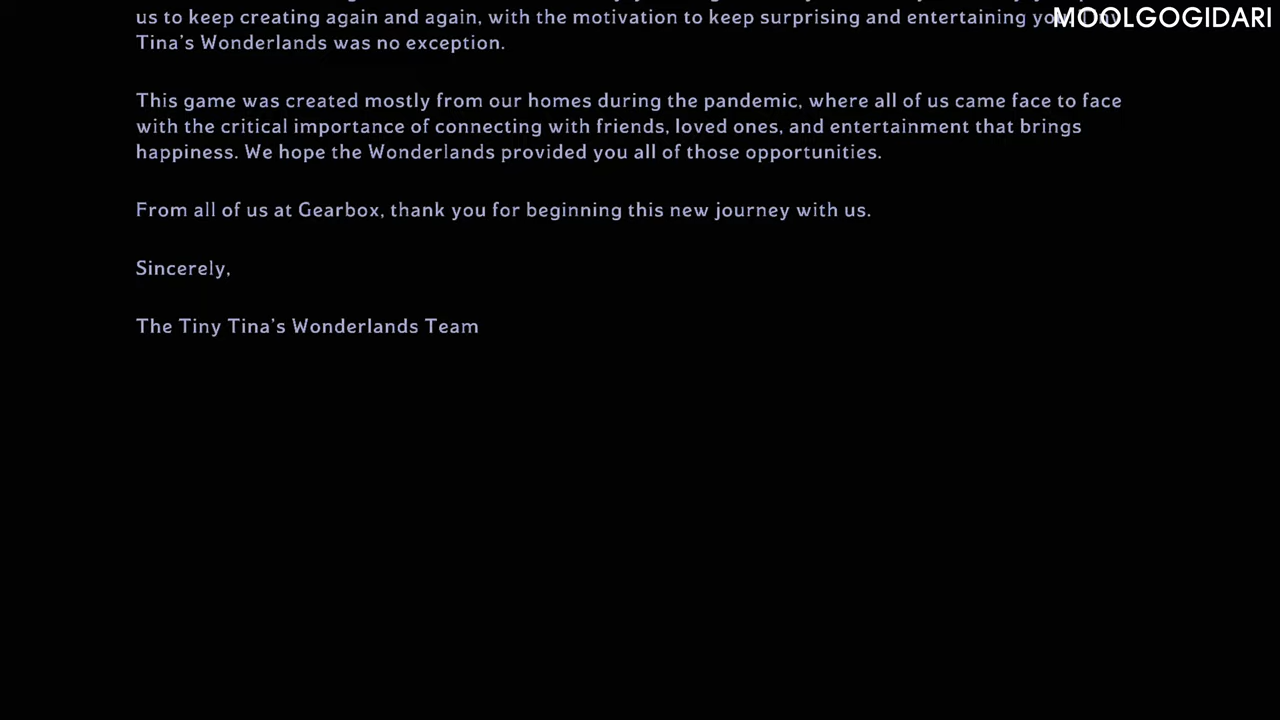 us to keep creating again and again, with the motivation to keep surprising and entertaining
MOOLGOGIDARI
Tina's Wonderlands was no exception.
This game was created mostly from our homes during the pandemic, where all of us came face to face
with the critical importance of connecting with friends, loved ones, and entertainment that brings
happiness. We hope the Wonderlands provided you all of those opportunities.
From all of us at Gearbox, thank you for beginning this new journey with us.
Sincerely,
The Tiny Tina's Wonderlands Team